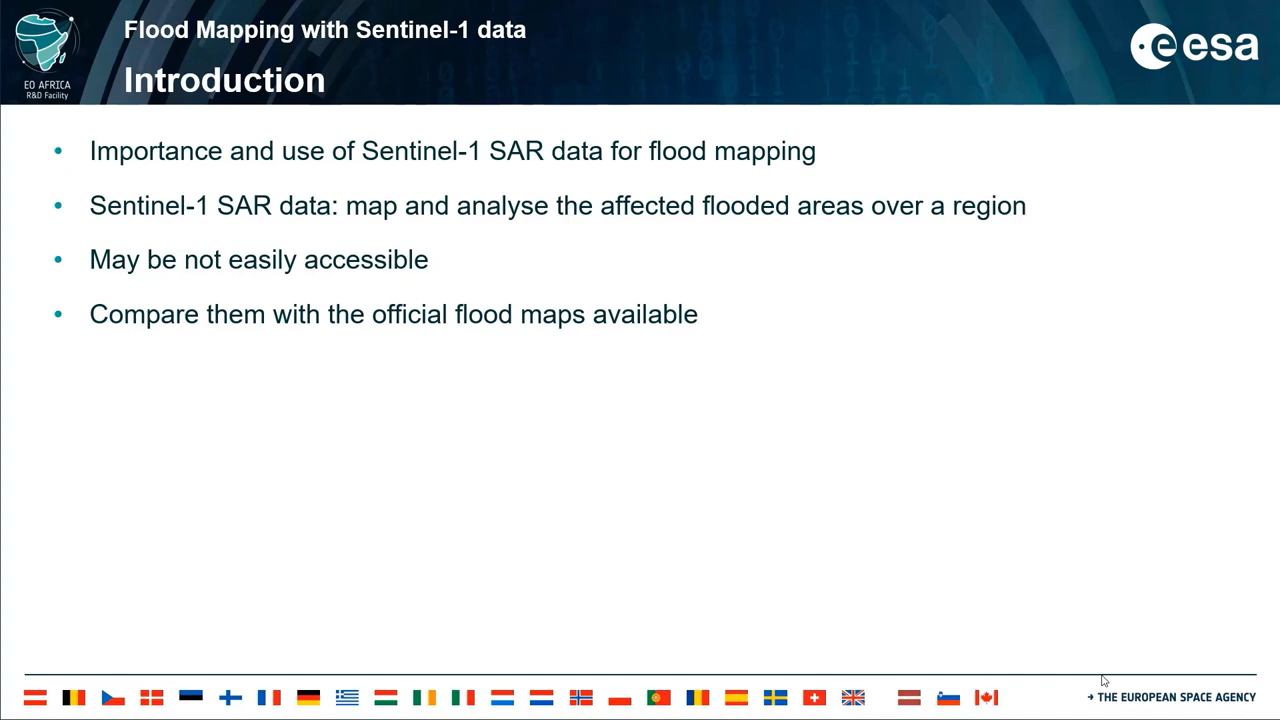 Flood Mapping with Sentinel-1 data
Introduction
EO AFRICA
R&D Facility
esa
• Importance and use of Sentinel-1 SAR data for flood mapping
• Sentinel-1 SAR data: map and analyse the affected flooded areas over a region
• May be not easily accessible
• Compare them with the official flood maps available
→ THE EUROPEAN SPACE AGENCY